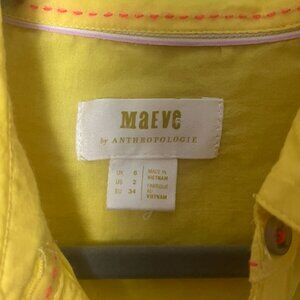 MaEve
by ANTHROPOLOGIE
UK 6
US 2
EU 34
MADE IN
VIETNAM
FABRIQUÉ
AU
VIETNAM